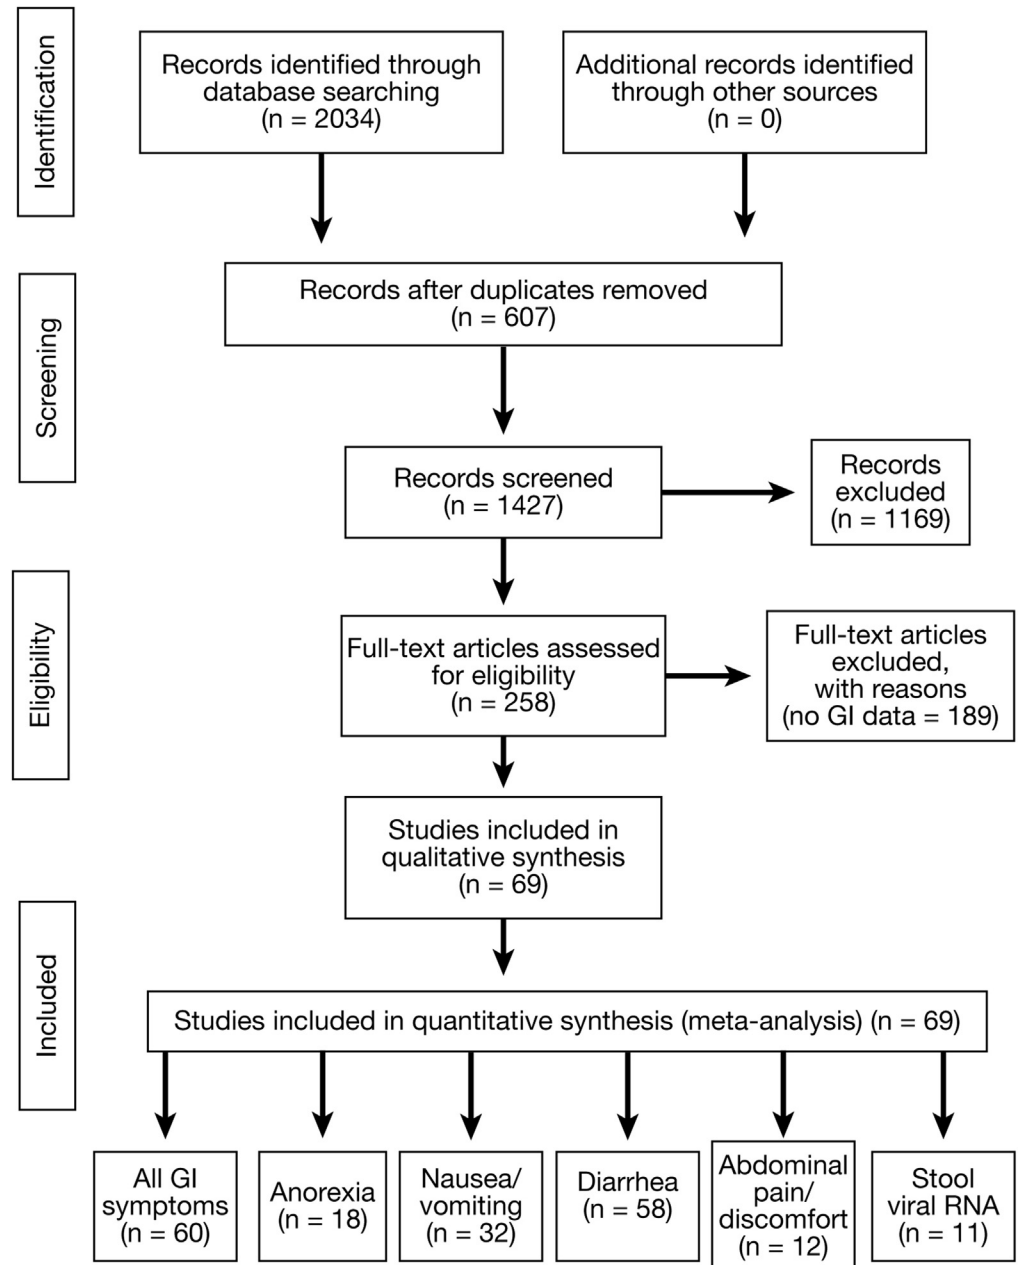 Identification
Records identified through
database searching
(n = 2034)
Additional records identified
through other sources
(n = 0)
Screening
Records after duplicates removed
(n = 607)
Records screened
(n = 1427)
Records
excluded
(n = 1169)
Eligibility
Full-text articles assessed
for eligibility
(n = 258)
Full-text articles
excluded,
with reasons
(no GI data = 189)
Studies included in
qualitative synthesis
(n = 69)
Included
Studies included in quantitative synthesis (meta-analysis) (n = 69)
All GI
symptoms
(n = 60)
Anorexia
(n = 18)
Nausea/
vomiting
(n = 32)
Diarrhea
(n = 58)
Abdominal
pain/
discomfort
(n = 12)
Stool
viral RNA
(n = 11)